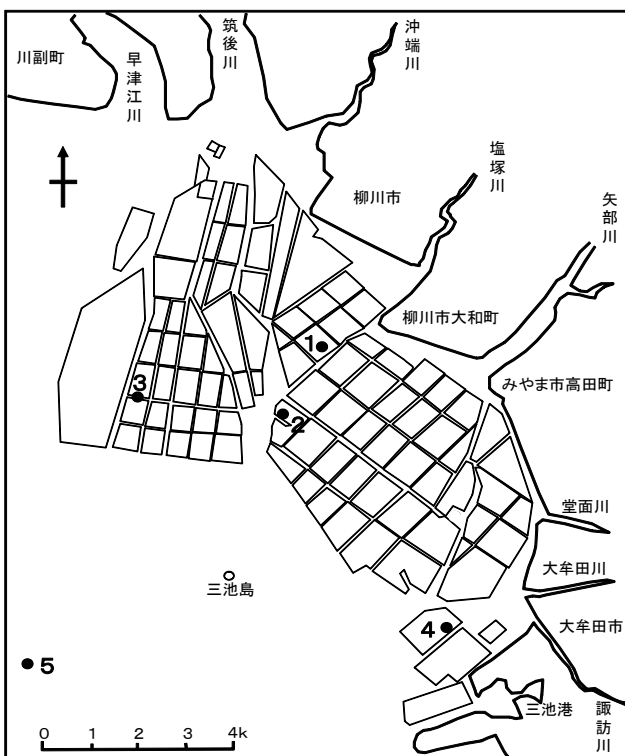 川副町
早津江川
筑後川
沖端川
塩塚川
矢部川
柳川市
柳川市大和町
みやま市高田町
1
3
2
堂面川
大牟田川
三池島
4
大牟田市
5
三池港
諏訪川
0 1 2 3 4k